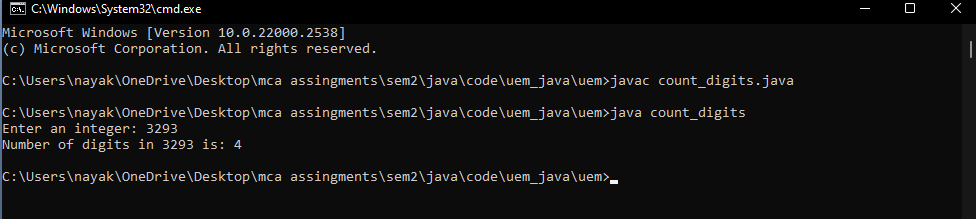 C:\Windows\System32\cmd.exe
Microsoft Windows [Version 10.0.22000.2538]
(c) Microsoft Corporation. All rights reserved.
C:\Users\nayak\OneDrive\Desktop\mca assingments\sem2\java\code\uem_java\uem>javac count_digits.java
C:\Users\nayak\OneDrive\Desktop\mca assingments\sem2\java\code\uem_java\uem>java count_digits
Enter an integer: 3293
Number of digits in 3293 is: 4
C:\Users\nayak\OneDrive\Desktop\mca assingments\sem2\java\code\uem_java\uem>